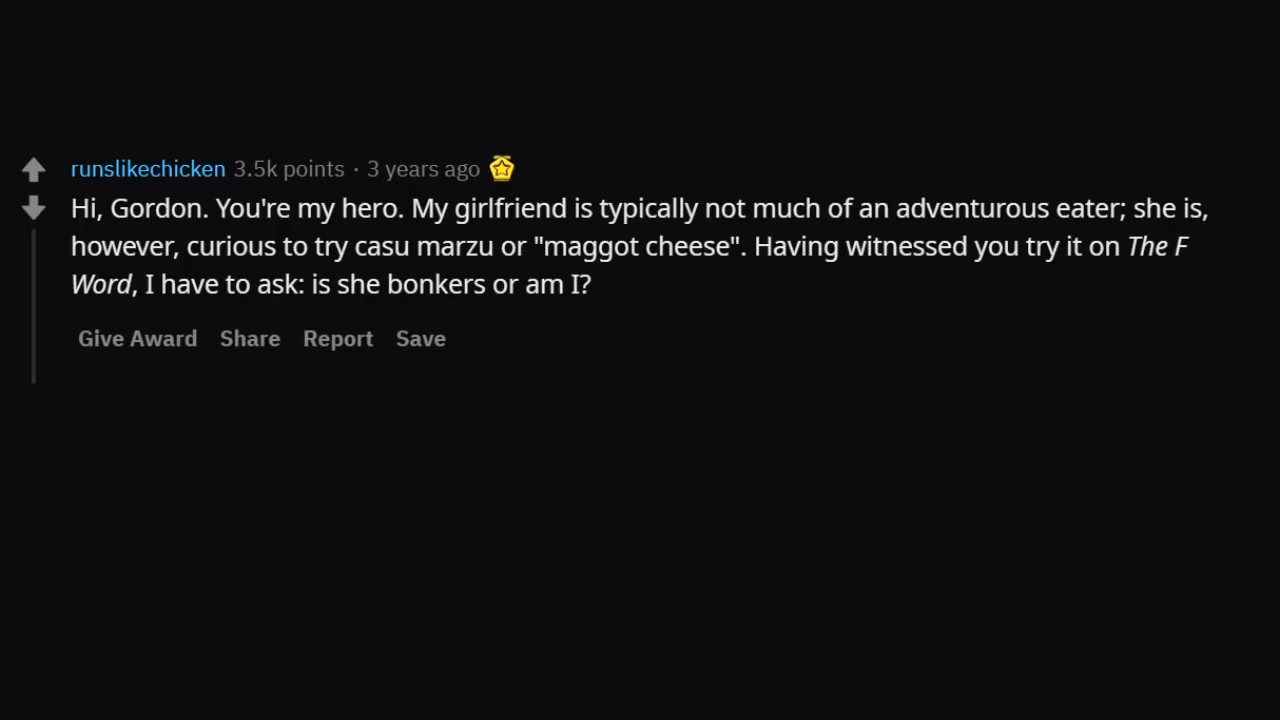 runslikechicken 3.5k points · 3 years ago
Hi, Gordon. You're my hero. My girlfriend is typically not much of an adventurous eater; she is,
however, curious to try casu marzu or "maggot cheese". Having witnessed you try it on The F
Word, I have to ask: is she bonkers or am I?
Give Award Share Report Save